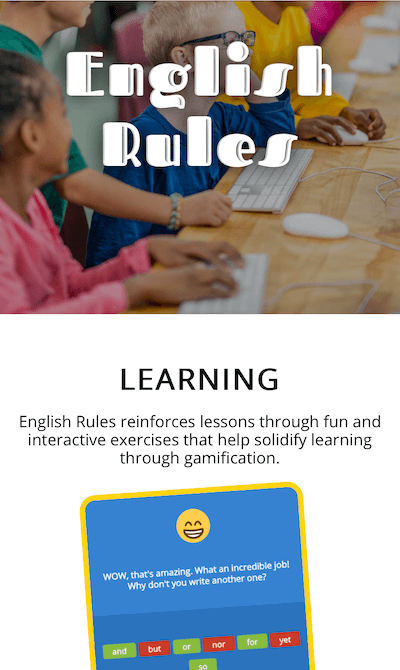 English
Rules
LEARNING
English Rules reinforces lessons through fun and
interactive exercises that help solidify learning
through gamification.
WOW, that's amazing. What an incredible job!
Why don't you write another one?
and but or nor for yet
so